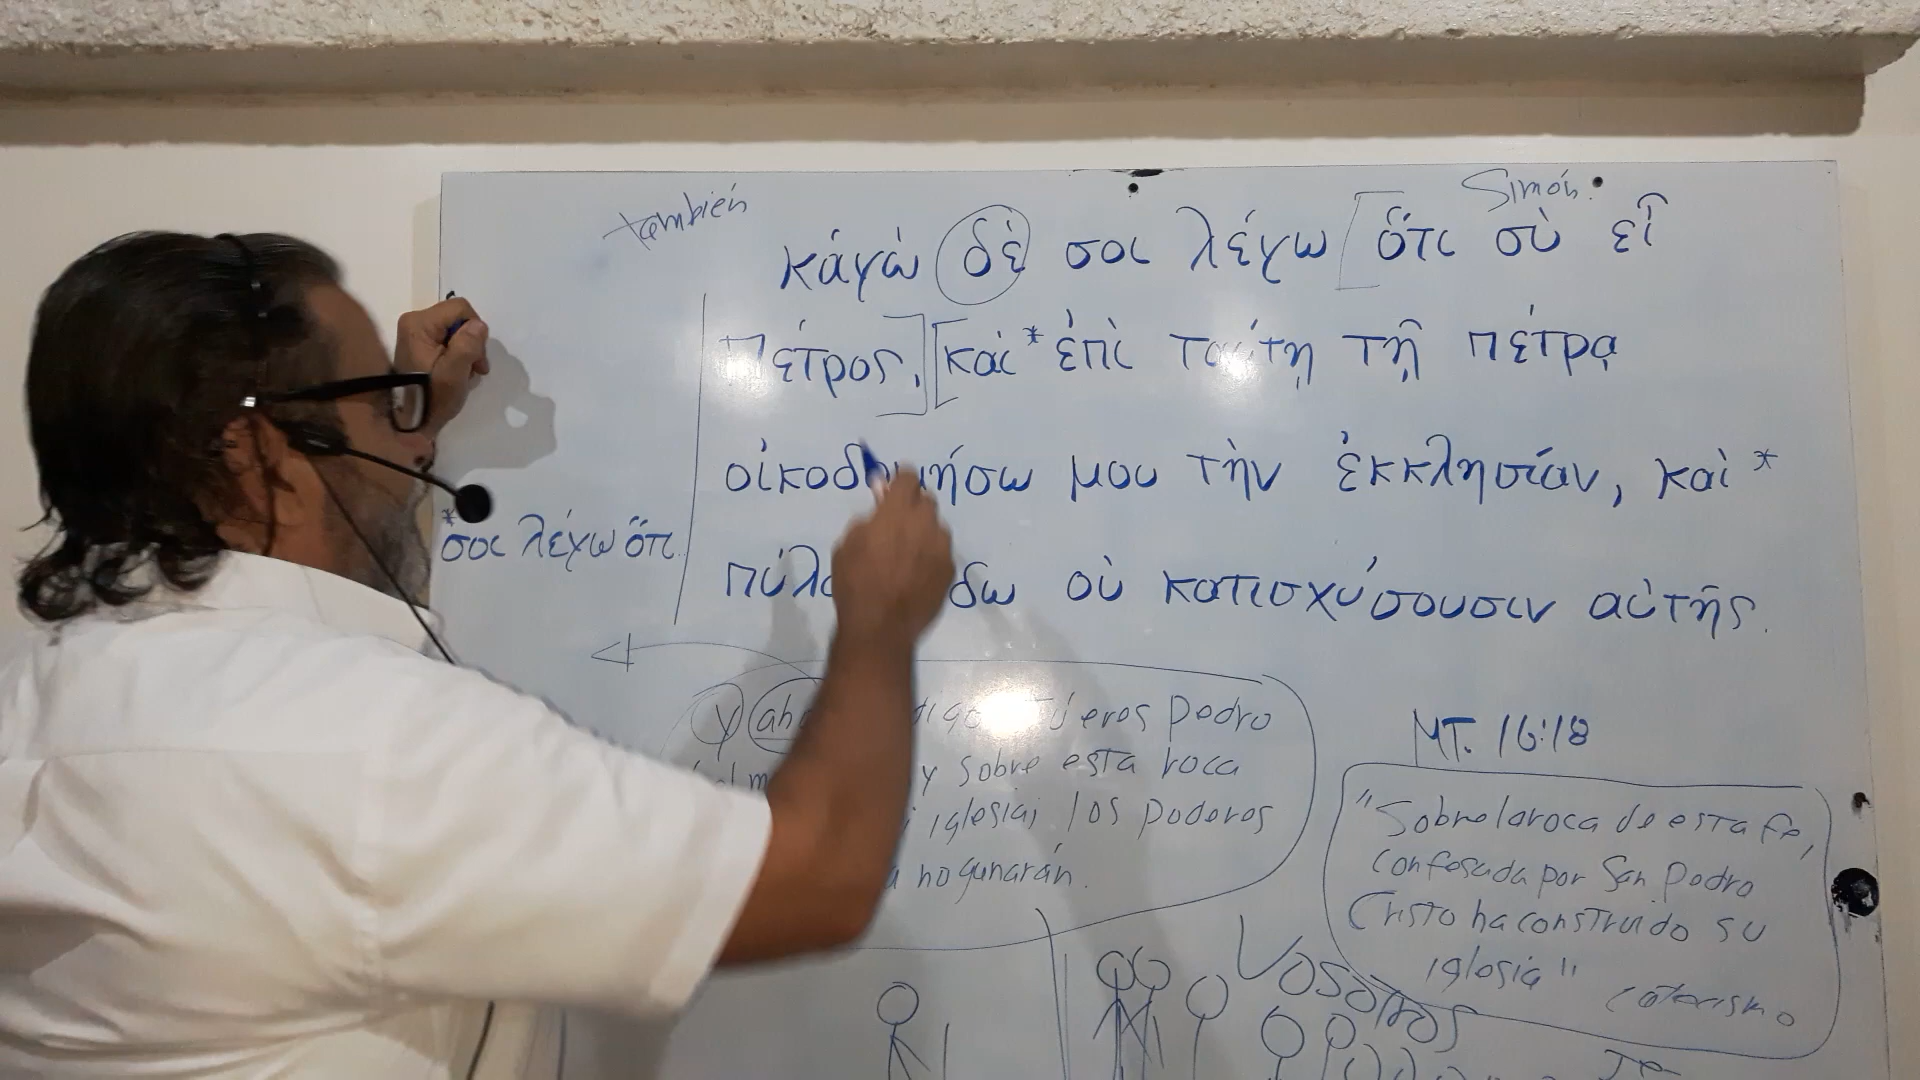 también
Simón:
κἀγὼ δέ σοι λέγω [ὅτι σὺ εἶ
Πέτρος,] [καὶ * ἐπὶ ταύτῃ τῇ πέτρᾳ
οἰκοδομήσω μου τὴν ἐκκλησίαν, καὶ *
* σοι λέγω ὅτι
πύλαι ᾅδου οὐ κατισχύσουσιν αὐτῆς.
y digo tú eres Pedro
y sobre esta roca
iglesia; los poderes
no ganarán.
MT. 16:18
"Sobre la roca de esta fe,
confesada por San Pedro
Cristo ha construido su
iglesia"
catecismo
Vosotros